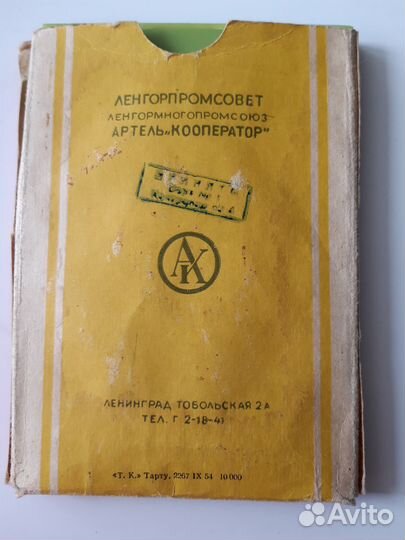 ЛЕНГОРПРОМСОВЕТ
ЛЕНГОРМНОГОПРОМСОЮЗ
АРТЕЛЬ „КООПЕРАТОР"
АК
ЛЕНИНГРАД ТОБОЛЬСКАЯ 2А
ТЕЛ. Г 2-18-41
«Т. К.» Тарту, 2267 IX 54 10 000
Avito